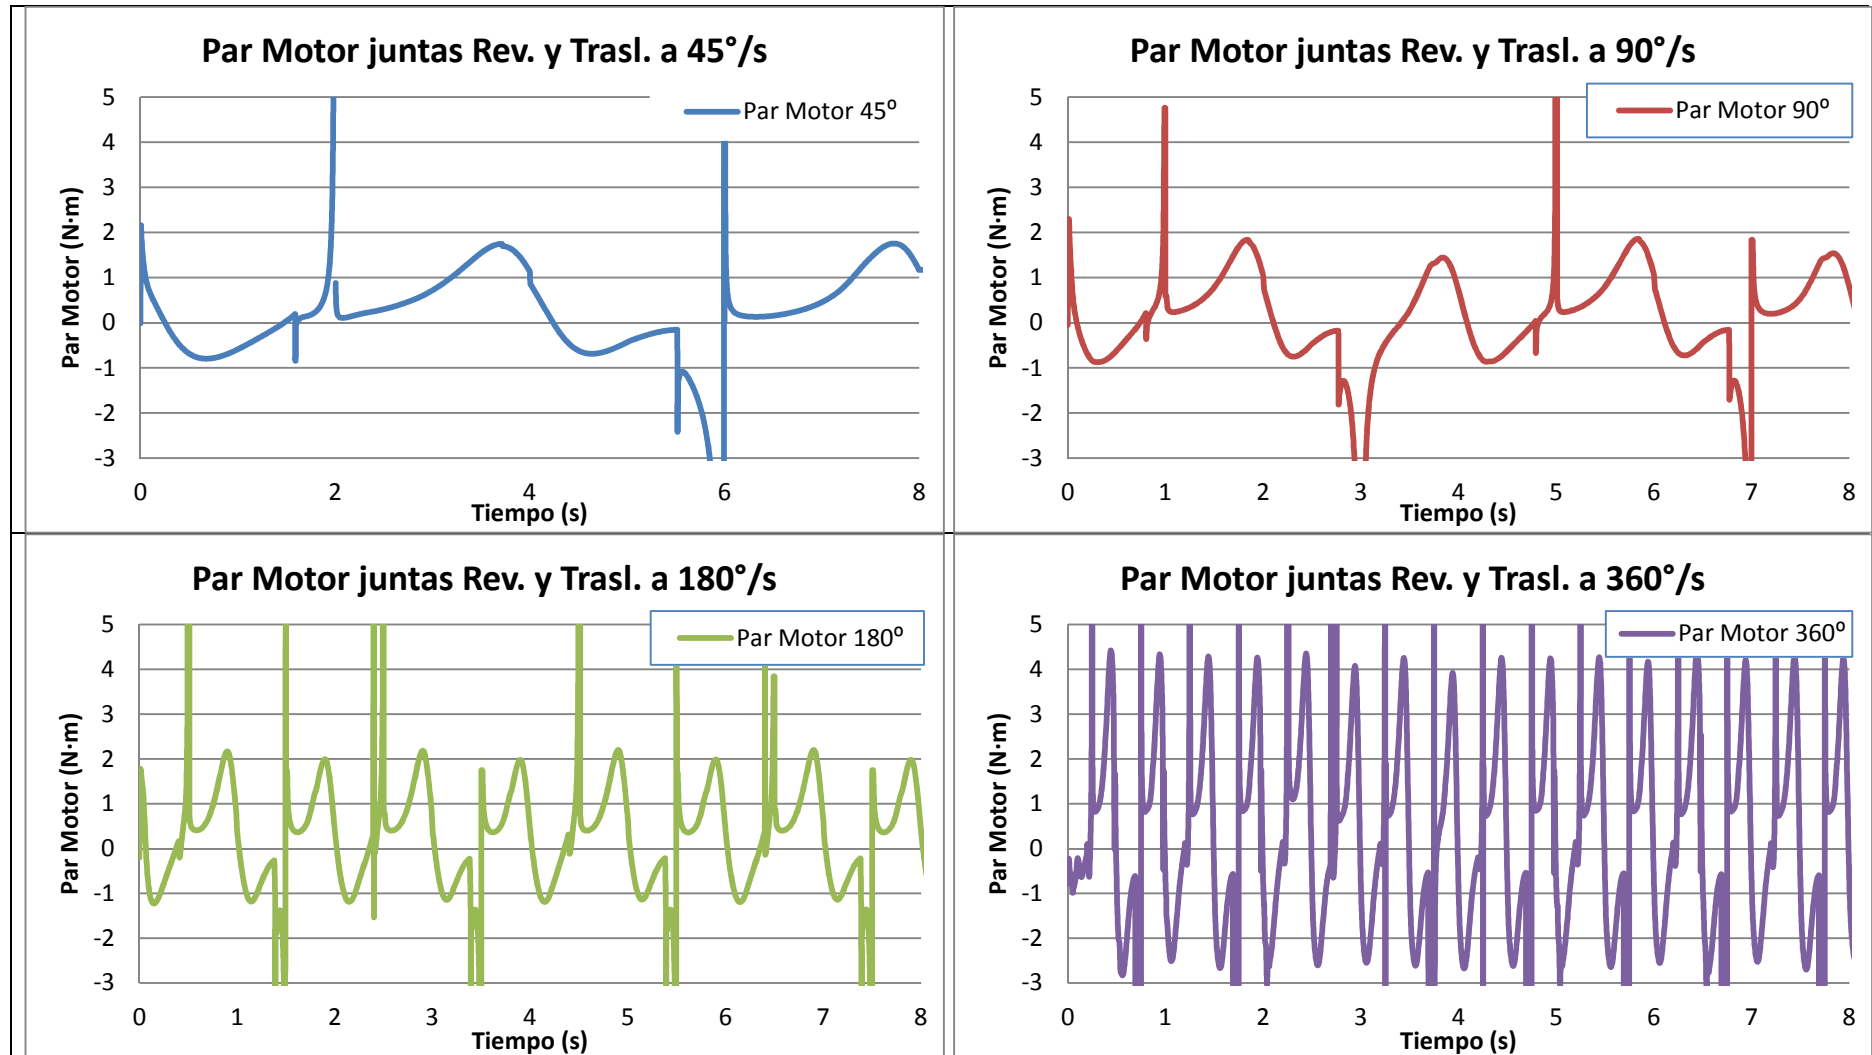 Par Motor juntas Rev. y Trasl. a 45°/s
Par Motor 45º
Par Motor (N·m)
5
4
3
2
1
0
-1
-2
-3
0 2 4 6 8
Tiempo (s)
Par Motor juntas Rev. y Trasl. a 90°/s
Par Motor 90º
Par Motor (N·m)
5
4
3
2
1
0
-1
-2
-3
0 1 2 3 4 5 6 7 8
Tiempo (s)
Par Motor juntas Rev. y Trasl. a 180°/s
Par Motor 180º
Par Motor (N·m)
5
4
3
2
1
0
-1
-2
-3
0 1 2 3 4 5 6 7 8
Tiempo (s)
Par Motor juntas Rev. y Trasl. a 360°/s
Par Motor 360º
Par Motor (N·m)
5
4
3
2
1
0
-1
-2
-3
0 1 2 3 4 5 6 7 8
Tiempo (s)